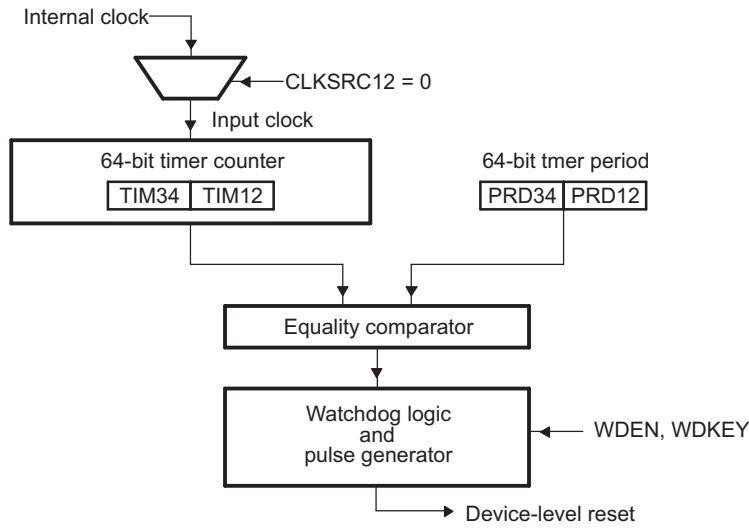 Internal clock
CLKSRC12 = 0
Input clock
64-bit timer counter
TIM34 TIM12
64-bit tmer period
PRD34 PRD12
Equality comparator
Watchdog logic
and
pulse generator
WDEN, WDKEY
Device-level reset